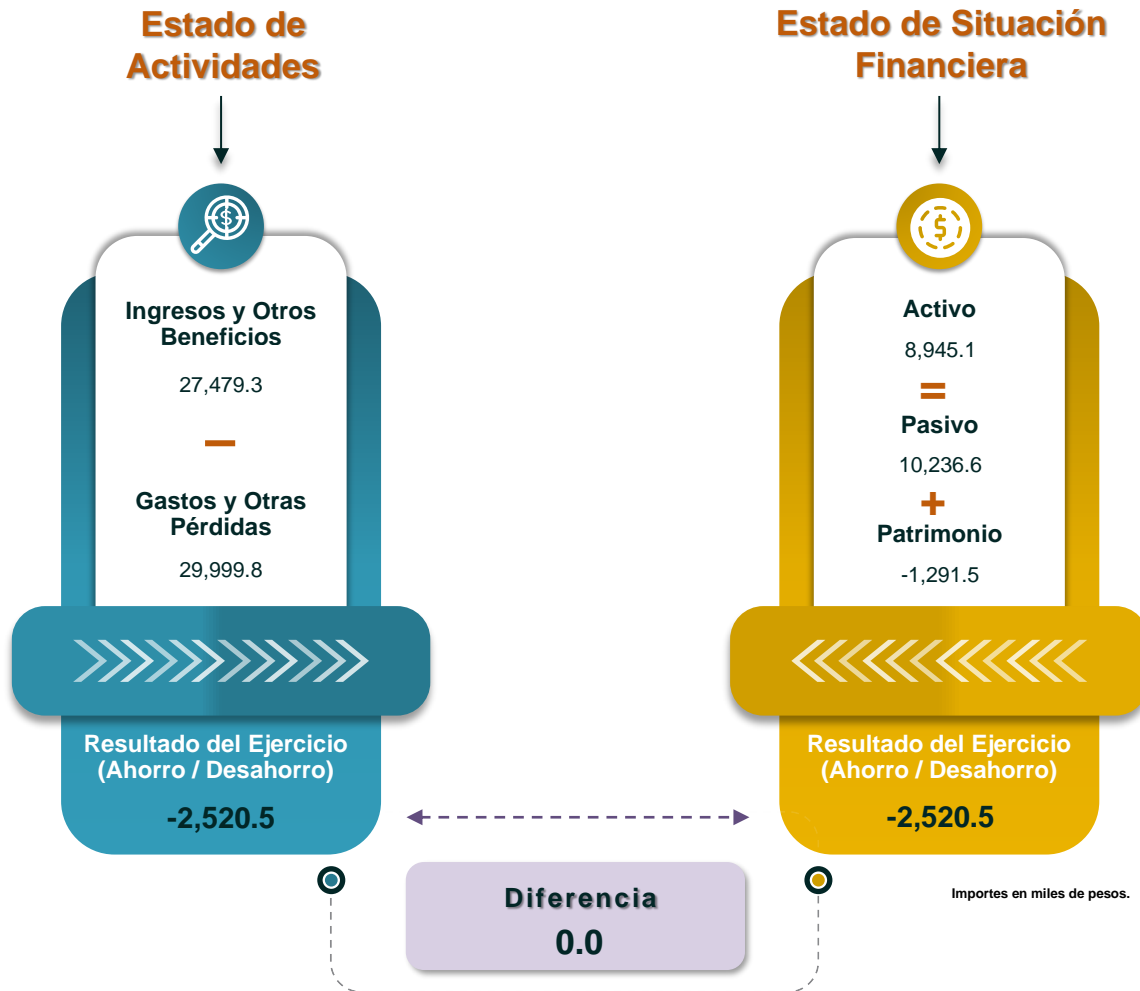 Estado de
Actividades
Ingresos y Otros
Beneficios
27,479.3
–
Gastos y Otras
Pérdidas
29,999.8
Resultado del Ejercicio
(Ahorro / Desahorro)
-2,520.5
Estado de Situación
Financiera
$
Activo
8,945.1
=
Pasivo
10,236.6
+
Patrimonio
-1,291.5
Resultado del Ejercicio
(Ahorro / Desahorro)
-2,520.5
Diferencia
0.0
Importes en miles de pesos.